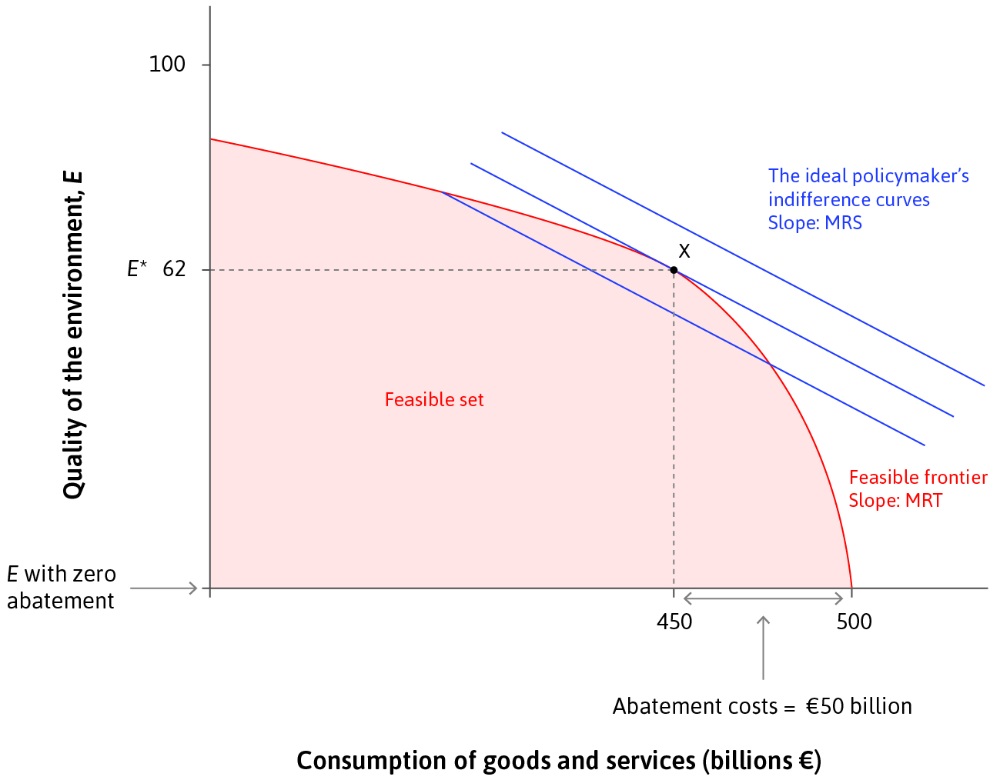 100
Quality of the environment, E
The ideal policymaker's
indifference curves
Slope: MRS
X
E* 62
Feasible set
Feasible frontier
Slope: MRT
E with zero
abatement
450
500
Abatement costs = €50 billion
Consumption of goods and services (billions €)